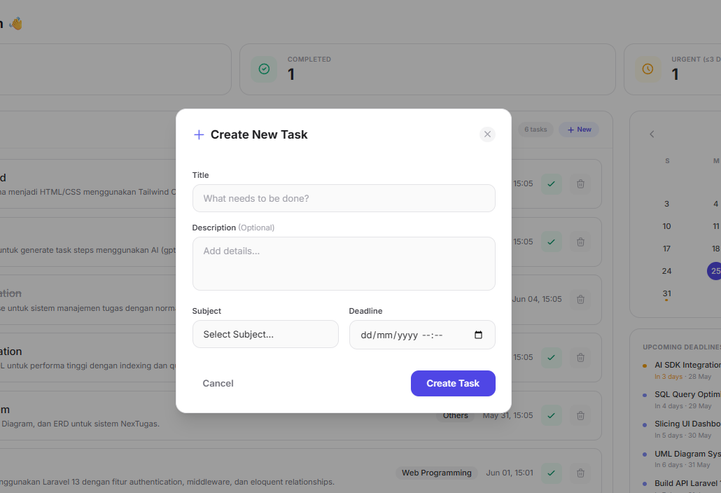 COMPLETED
1
URGENT (≤3 D
1
Create New Task
6 tasks
+ New
Title
What needs to be done?
Description (Optional)
Add details...
Subject
Deadline
Select Subject...
dd/mm/yyyy --:--
Cancel
Create Task
d
na menjadi HTML/CSS menggunakan Tailwind C
15:05
untuk generate task steps menggunakan AI (gpt
15:05
ation
se untuk sistem manajemen tugas dengan norm
Jun 04, 15:05
ation
L untuk performa tinggi dengan indexing dan qu
15:05
m
Diagram, dan ERD untuk sistem NexTugas.
Others
May 31, 15:05
nggunakan Laravel 13 dengan fitur authentication, middleware, dan eloquent relationships.
Web Programming
Jun 01, 15:01
S M
3 4
10 11
17 18
24 25
31
UPCOMING DEADLINES
AI SDK Integration
In 3 days · 28 May
SQL Query Optim
In 4 days · 29 May
Slicing UI Dashbo
In 5 days · 30 May
UML Diagram Sys
In 6 days · 31 May
Build API Laravel